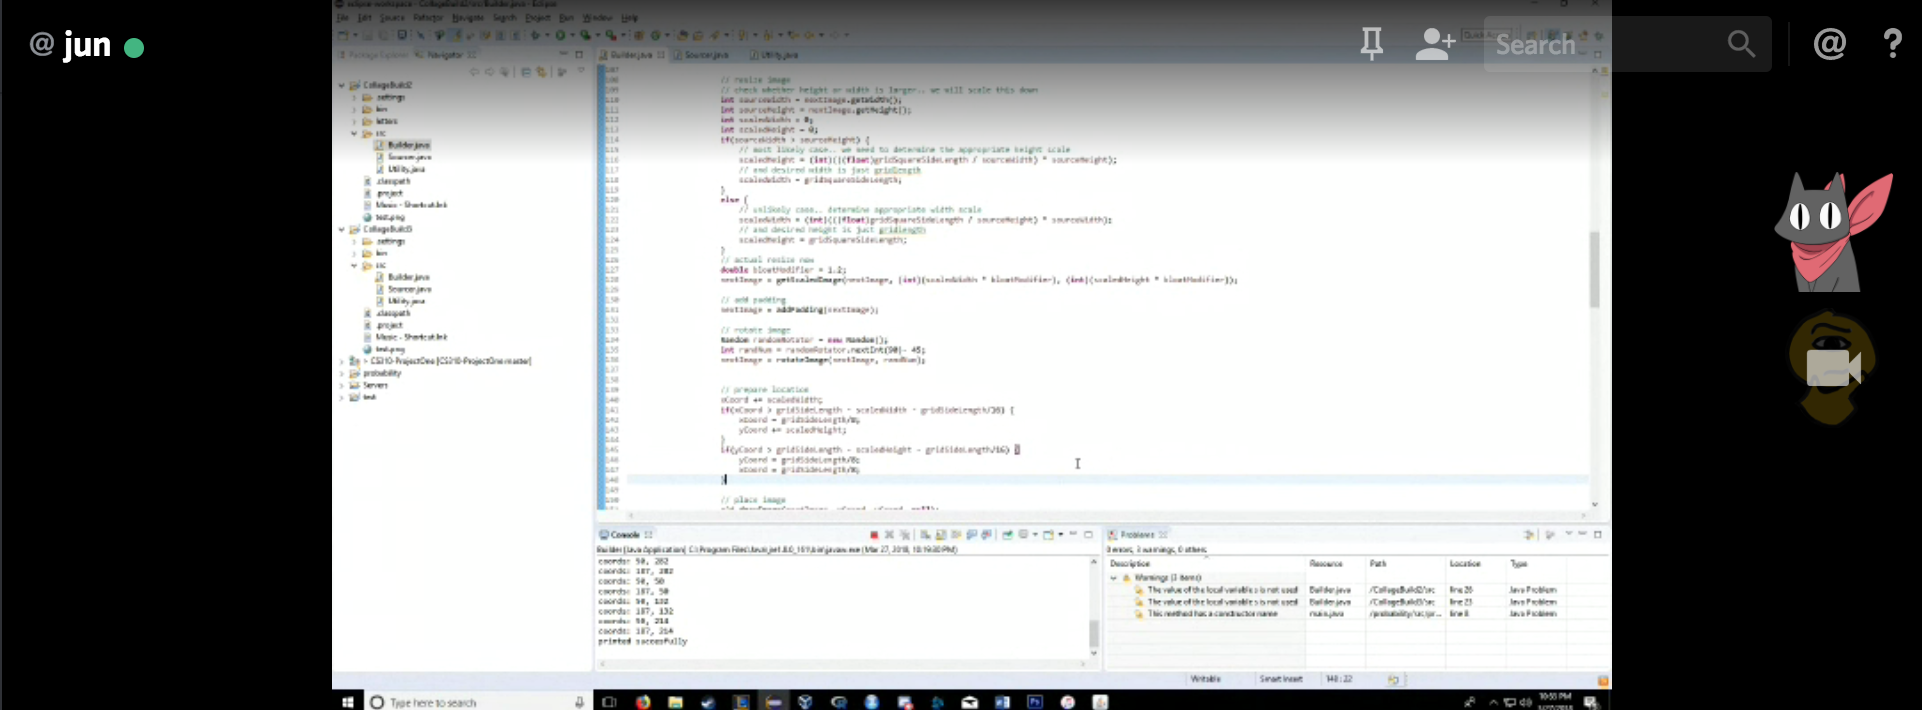 @ jun
Search
@ ?
eclipse-workspace - CollageBuild2/src/Builder.java - Eclipse
File Edit Source Refactor Navigate Search Project Run Window Help
Package Explorer Navigator
Builder.java Sourcer.java Utility.java
CollageBuild2
.settings
bin
letters
src
Builder.java
Sourcer.java
Utility.java
.classpath
.project
Music - Shortcut.lnk
test.png
CollageBuild3
.settings
bin
src
Builder.java
Sourcer.java
Utility.java
.classpath
.project
Music - Shortcut.lnk
test.png
> CS310-ProjectOne [CS310-ProjectOne master]
probability
Servers
test
// resize image
// check whether height or width is larger.. we will scale this down
int sourceWidth = nextImage.getWidth();
int sourceHeight = nextImage.getHeight();
int scaledWidth = 0;
int scaledHeight = 0;
if(sourceWidth > sourceHeight) {
// most likely case.. we need to determine the appropriate height scale
scaledHeight = (int)(((float)gridSquareSideLength / sourceWidth) * sourceHeight);
// and desired width is just gridlength
scaledWidth = gridSquareSideLength;
}
else {
// unlikely case.. determine appropriate width scale
scaledWidth = (int)(((float)gridSquareSideLength / sourceHeight) * sourceWidth);
// and desired height is just gridlength
scaledHeight = gridSquareSideLength;
}
// actual resize now
double bloatModifier = 1.2;
nextImage = getScaledImage(nextImage, (int)(scaledWidth * bloatModifier), (int)(scaledHeight * bloatModifier));
// add padding
nextImage = addPadding(nextImage);
// rotate image
Random randomRotator = new Random();
int randNum = randomRotator.nextInt(90)- 45;
nextImage = rotateImage(nextImage, randNum);
// prepare location
xCoord += scaledWidth;
if(xCoord > gridSideLength - scaledWidth - gridSideLength/16) {
xCoord = gridSideLength/8;
yCoord += scaledHeight;
}
if(yCoord > gridSideLength - scaledHeight - gridSideLength/16) {
yCoord = gridSideLength/8;
xCoord = gridSideLength/8;
}
// place image
Console
Builder [Java Application] C:\Program Files\Java\jre1.8.0_161\bin\javaw.exe (Mar 27, 2018, 10:19:30 PM)
coords: 50, 282
coords: 187, 282
coords: 50, 50
coords: 187, 50
coords: 50, 132
coords: 187, 132
coords: 50, 214
coords: 187, 214
printed succesfully
Problems
0 errors, 3 warnings, 0 others
Description Resource Path Location Type
Warnings (3 items)
The value of the local variable s is not used Builder.java /CollageBuild2/src line 26 Java Problem
The value of the local variable s is not used Builder.java /CollageBuild3/src line 23 Java Problem
This method has a constructor name main.java /probability/src/pr... line 8 Java Problem
Writable Smart Insert 148 : 22
Type here to search
10:55 PM
3/27/2018